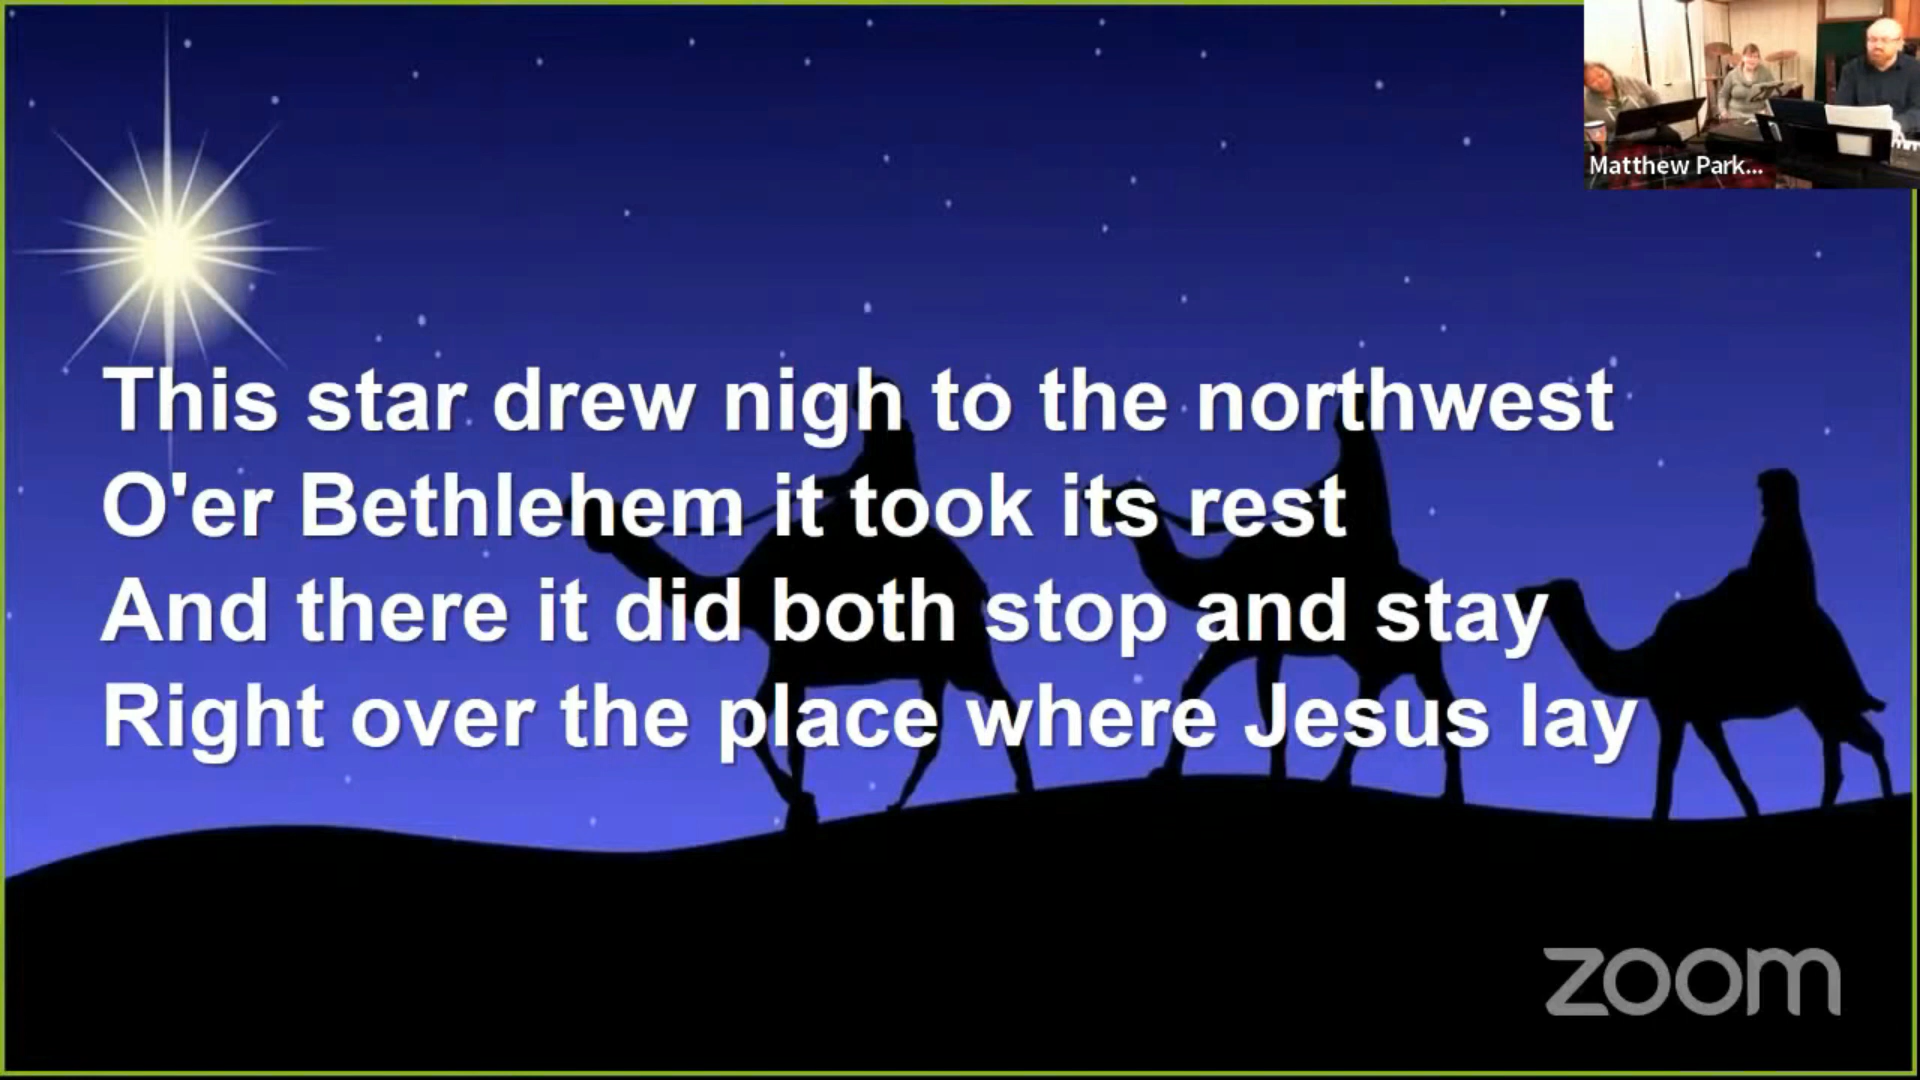 Matthew Park...
This star drew nigh to the northwest
O'er Bethlehem it took its rest
And there it did both stop and stay
Right over the place where Jesus lay
zoom